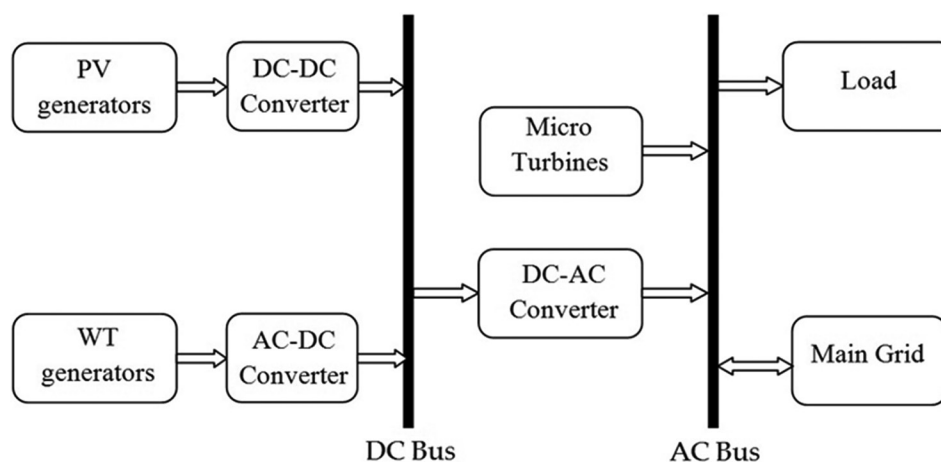 PV
generators
DC-DC
Converter
Micro
Turbines
Load
WT
generators
AC-DC
Converter
DC-AC
Converter
Main Grid
DC Bus
AC Bus